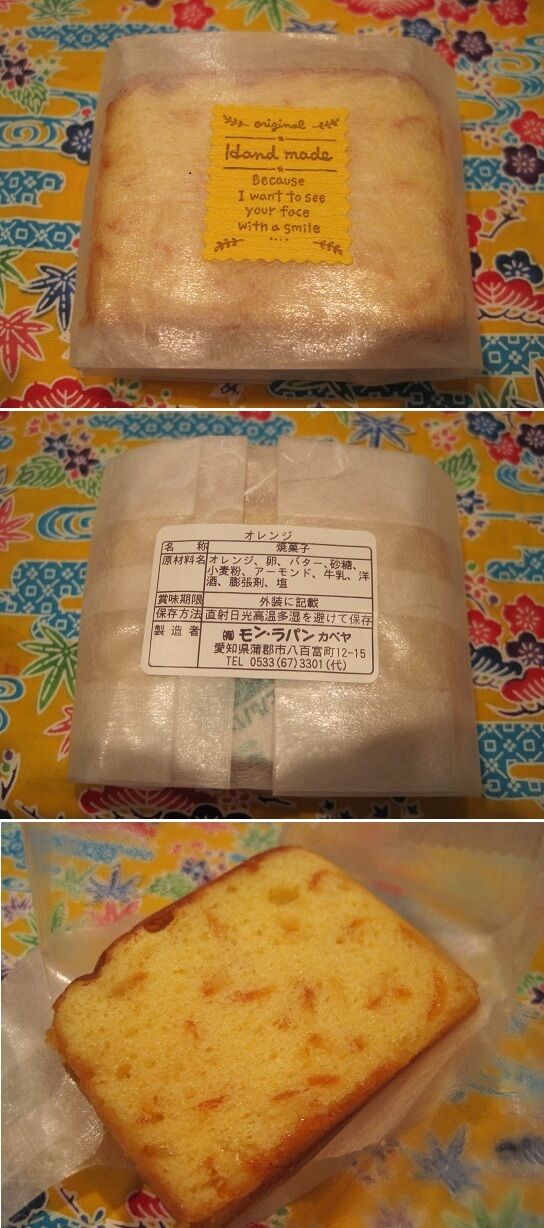 original
Hand made
Because
I want to see
your face
with a smile
オレンジ
名称 焼菓子
原材料名 オレンジ、卵、バター、砂糖、
小麦粉、アーモンド、牛乳、洋
酒、膨張剤、塩
賞味期限 外装に記載
保存方法 直射日光高温多湿を避けて保存
製造者 ㈲ モン・ラパン カベヤ
愛知県蒲郡市八百富町12-15
TEL 0533(67)3301(代)